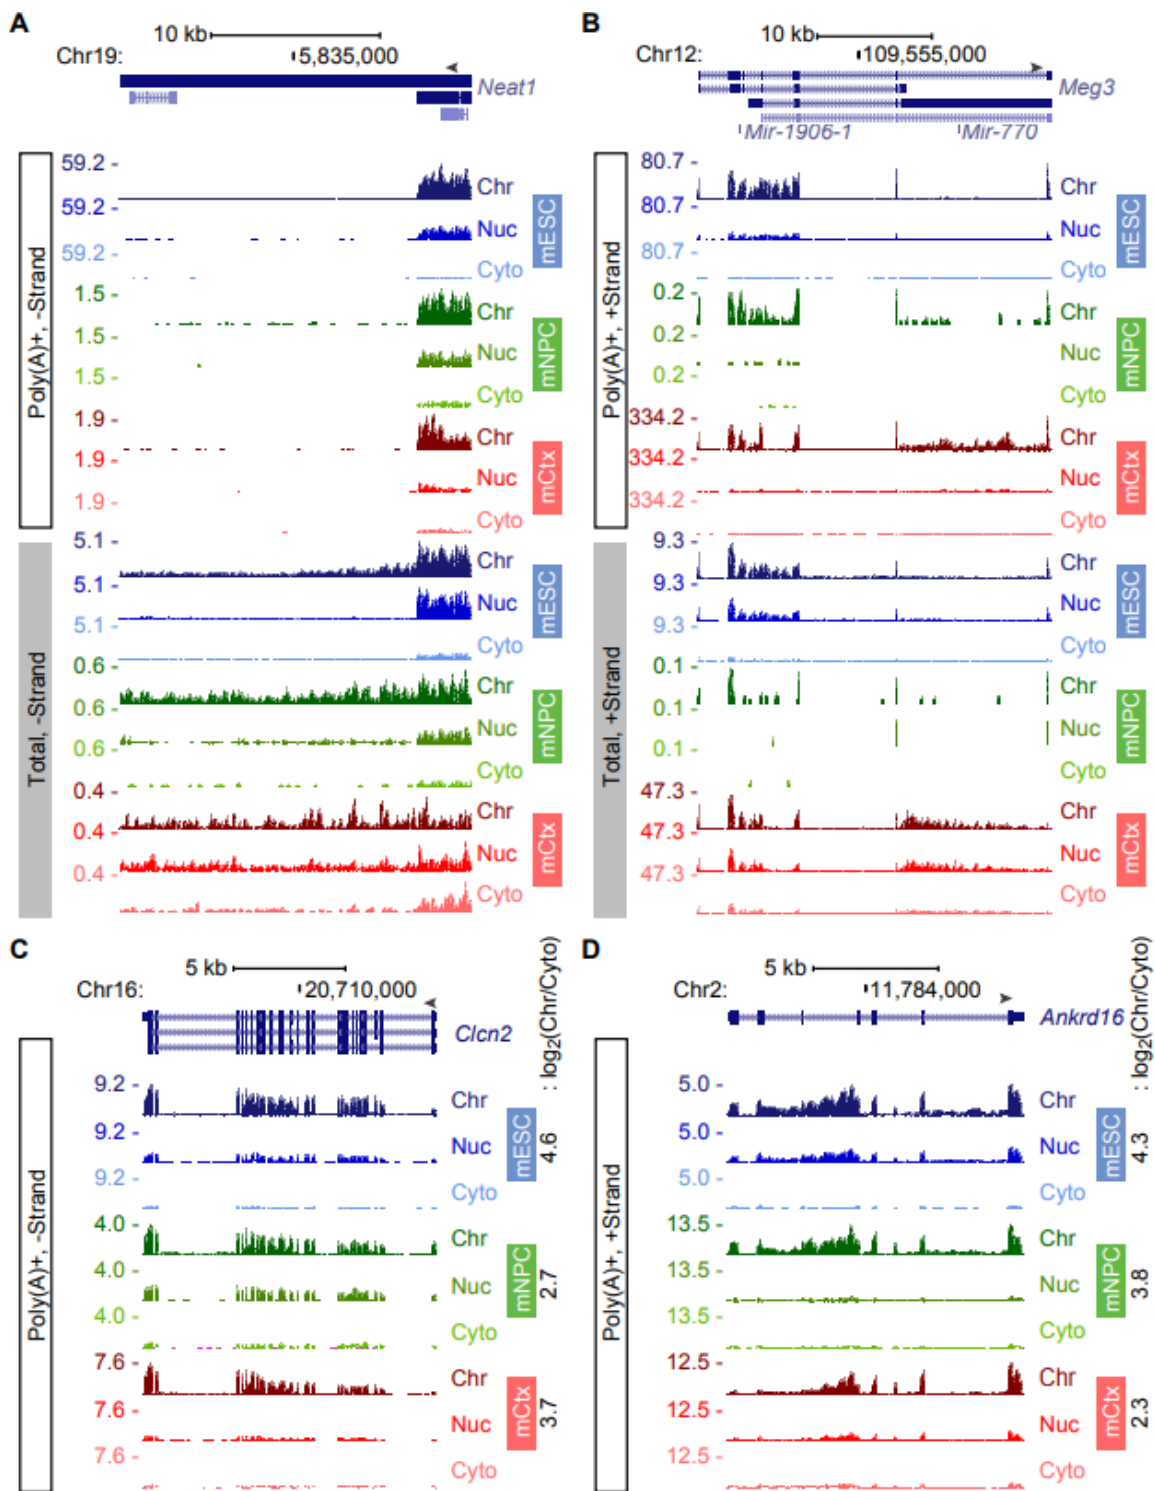 A
10 kb
Chr19:
5,835,000
Neat1
Poly(A)+, -Strand
59.2 -
Chr
59.2 -
Nuc
59.2 -
Cyto
mESC
1.5 -
Chr
1.5 -
Nuc
1.5 -
Cyto
mNPC
1.9 -
Chr
1.9 -
Nuc
1.9 -
Cyto
mCtx
Total, -Strand
5.1 -
Chr
5.1 -
Nuc
5.1 -
Cyto
mESC
0.6 -
Chr
0.6 -
Nuc
0.6 -
Cyto
mNPC
0.4 -
Chr
0.4 -
Nuc
0.4 -
Cyto
mCtx
B
10 kb
Chr12:
109,555,000
Meg3
Mir-1906-1
Mir-770
Poly(A)+, +Strand
80.7 -
Chr
80.7 -
Nuc
80.7 -
Cyto
mESC
0.2 -
Chr
0.2 -
Nuc
0.2 -
Cyto
mNPC
334.2 -
Chr
334.2 -
Nuc
334.2 -
Cyto
mCtx
Total, +Strand
9.3 -
Chr
9.3 -
Nuc
9.3 -
Cyto
mESC
0.1 -
Chr
0.1 -
Nuc
0.1 -
Cyto
mNPC
47.3 -
Chr
47.3 -
Nuc
47.3 -
Cyto
mCtx
C
5 kb
Chr16:
20,710,000
Clcn2
: log2(Chr/Cyto)
Poly(A)+, -Strand
9.2 -
Chr
9.2 -
Nuc
9.2 -
Cyto
mESC
4.6
4.0 -
Chr
4.0 -
Nuc
4.0 -
Cyto
mNPC
2.7
7.6 -
Chr
7.6 -
Nuc
7.6 -
Cyto
mCtx
3.7
D
5 kb
Chr2:
11,784,000
Ankrd16
: log2(Chr/Cyto)
Poly(A)+, +Strand
5.0 -
Chr
5.0 -
Nuc
5.0 -
Cyto
mESC
4.3
13.5 -
Chr
13.5 -
Nuc
13.5 -
Cyto
mNPC
3.8
12.5 -
Chr
12.5 -
Nuc
12.5 -
Cyto
mCtx
2.3